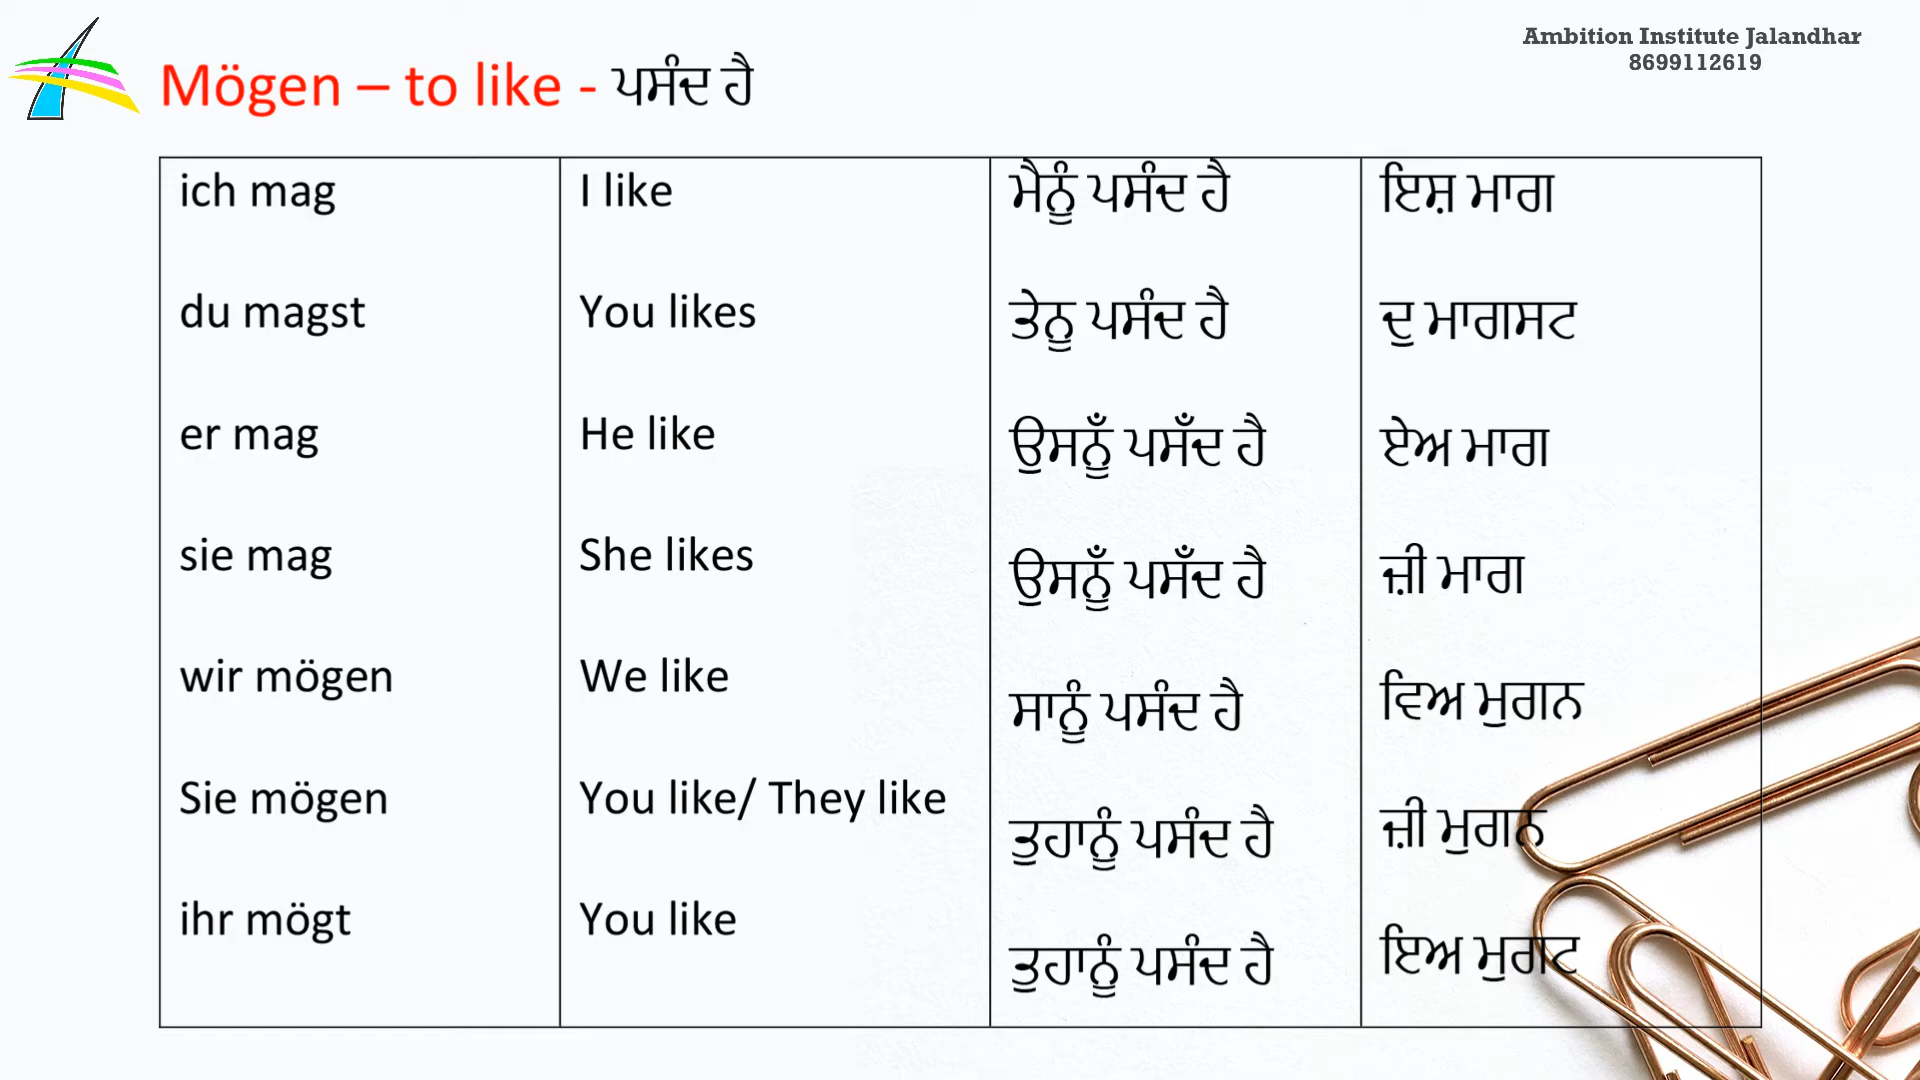 Ambition Institute Jalandhar
8699112619
Mögen – to like - ਪਸੰਦ ਹੈ
ich mag I like ਮੈਨੂੰ ਪਸੰਦ ਹੈ ਇਸ਼ ਮਾਗ
du magst You likes ਤੇਨੂ ਪਸੰਦ ਹੈ ਦੁ ਮਾਗਸਟ
er mag He like ਉਸਨੂੰ ਪਸੰਦ ਹੈ ਏਅ ਮਾਗ
sie mag She likes ਉਸਨੂੰ ਪਸੰਦ ਹੈ ਜ਼ੀ ਮਾਗ
wir mögen We like ਸਾਨੂੰ ਪਸੰਦ ਹੈ ਵਿਅ ਮੁਗਨ
Sie mögen You like/ They like ਤੁਹਾਨੂੰ ਪਸੰਦ ਹੈ ਜ਼ੀ ਮੁਗਨ
ihr mögt You like ਤੁਹਾਨੂੰ ਪਸੰਦ ਹੈ ਇਅ ਮੁਗਟ